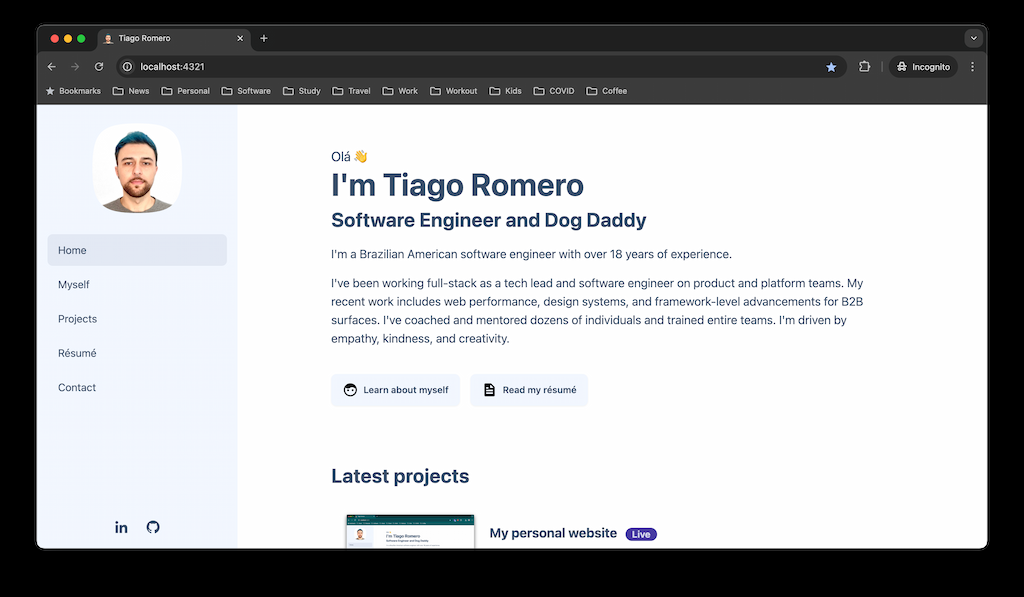 Tiago Romero
localhost:4321
Incognito
Bookmarks
News
Personal
Software
Study
Travel
Work
Workout
Kids
COVID
Coffee
Home
Myself
Projects
Résumé
Contact
in
Olá 👋
I'm Tiago Romero
Software Engineer and Dog Daddy
I'm a Brazilian American software engineer with over 18 years of experience.
I've been working full-stack as a tech lead and software engineer on product and platform teams. My
recent work includes web performance, design systems, and framework-level advancements for B2B
surfaces. I've coached and mentored dozens of individuals and trained entire teams. I'm driven by
empathy, kindness, and creativity.
Learn about myself
Read my résumé
Latest projects
I'm Tiago Romero
Software Engineer and Dog Daddy
My personal website
Live